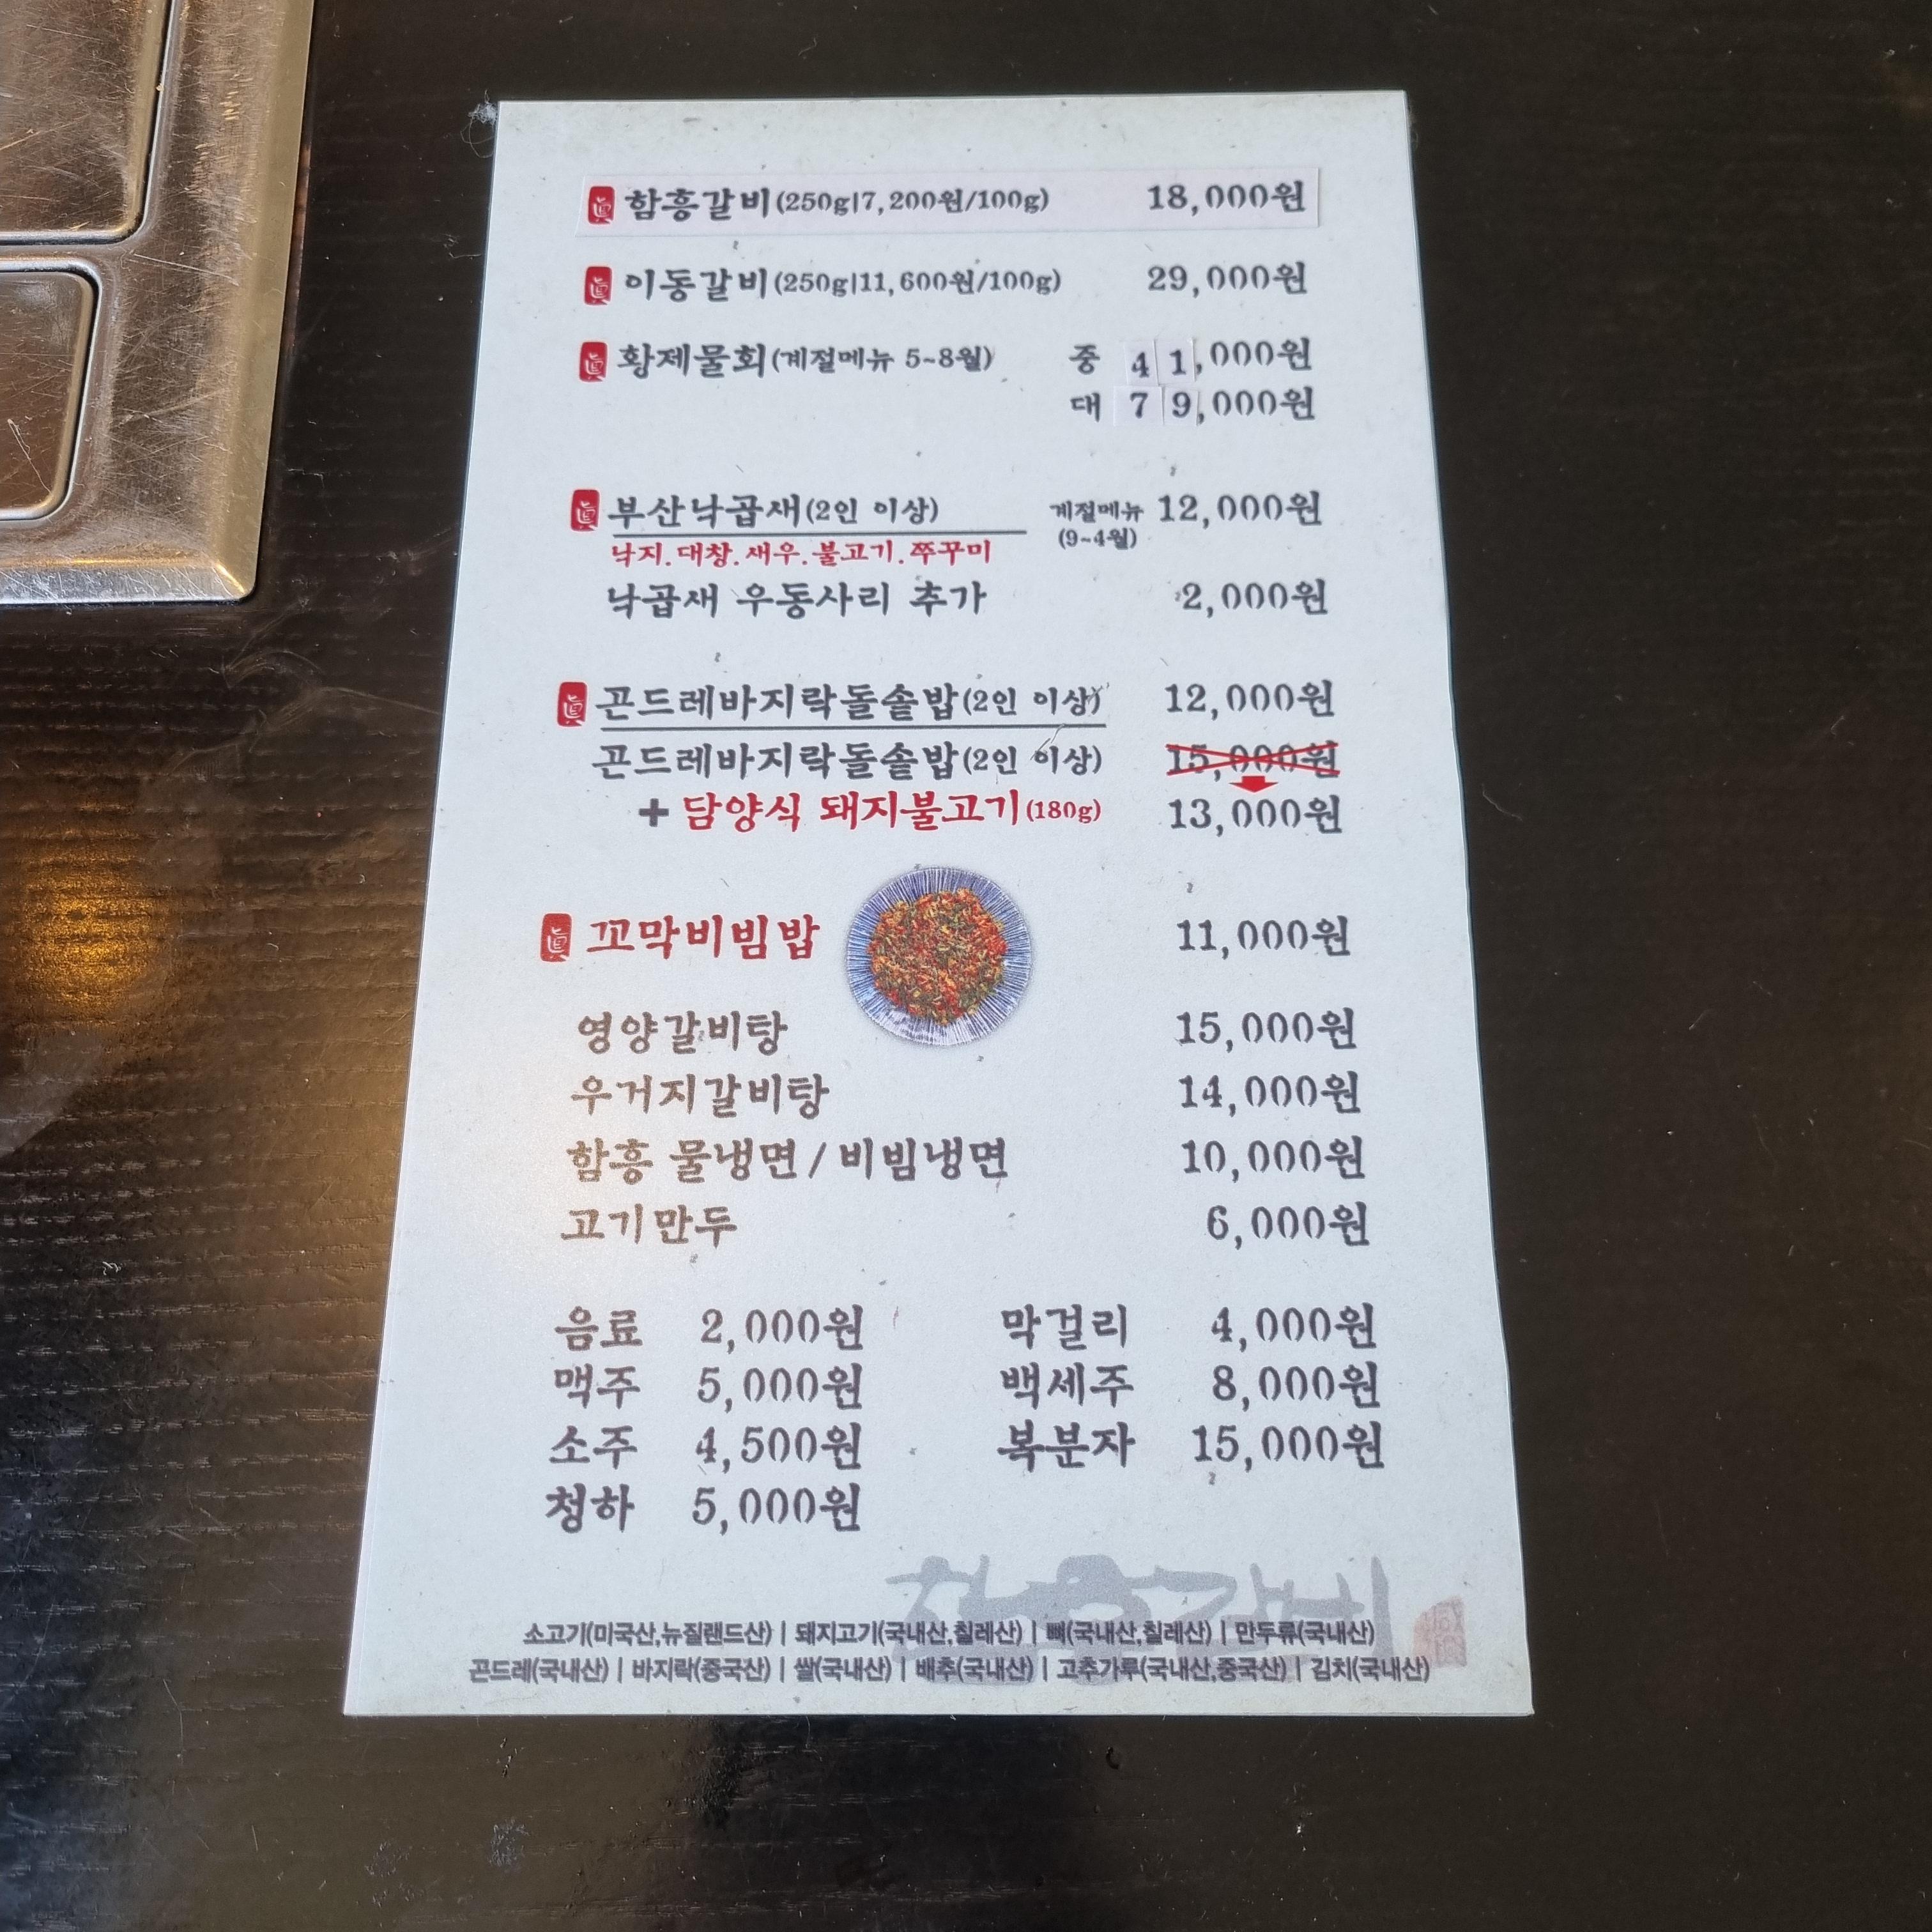 眞 함흥갈비(250g|7,200원/100g) 18,000원
眞 이동갈비(250g|11,600원/100g) 29,000원
眞 황제물회(계절메뉴 5~8월) 중 41,000원
대 79,000원
眞 부산낙곱새(2인 이상) 계절메뉴 12,000원
(9~4월)
낙지.대창.새우.불고기.쭈꾸미
낙곱새 우동사리 추가 2,000원
眞 곤드레바지락돌솥밥(2인 이상) 12,000원
곤드레바지락돌솥밥(2인 이상) 15,000원
+ 담양식 돼지불고기(180g) 13,000원
眞 꼬막비빔밥 11,000원
영양갈비탕 15,000원
우거지갈비탕 14,000원
함흥 물냉면/비빔냉면 10,000원
고기만두 6,000원
음료 2,000원 막걸리 4,000원
맥주 5,000원 백세주 8,000원
소주 4,500원 복분자 15,000원
청하 5,000원
소고기(미국산,뉴질랜드산) | 돼지고기(국내산,칠레산) | 뼈(국내산,칠레산) | 만두류(국내산)
곤드레(국내산) | 바지락(중국산) | 쌀(국내산) | 배추(국내산) | 고추가루(국내산,중국산) | 김치(국내산)